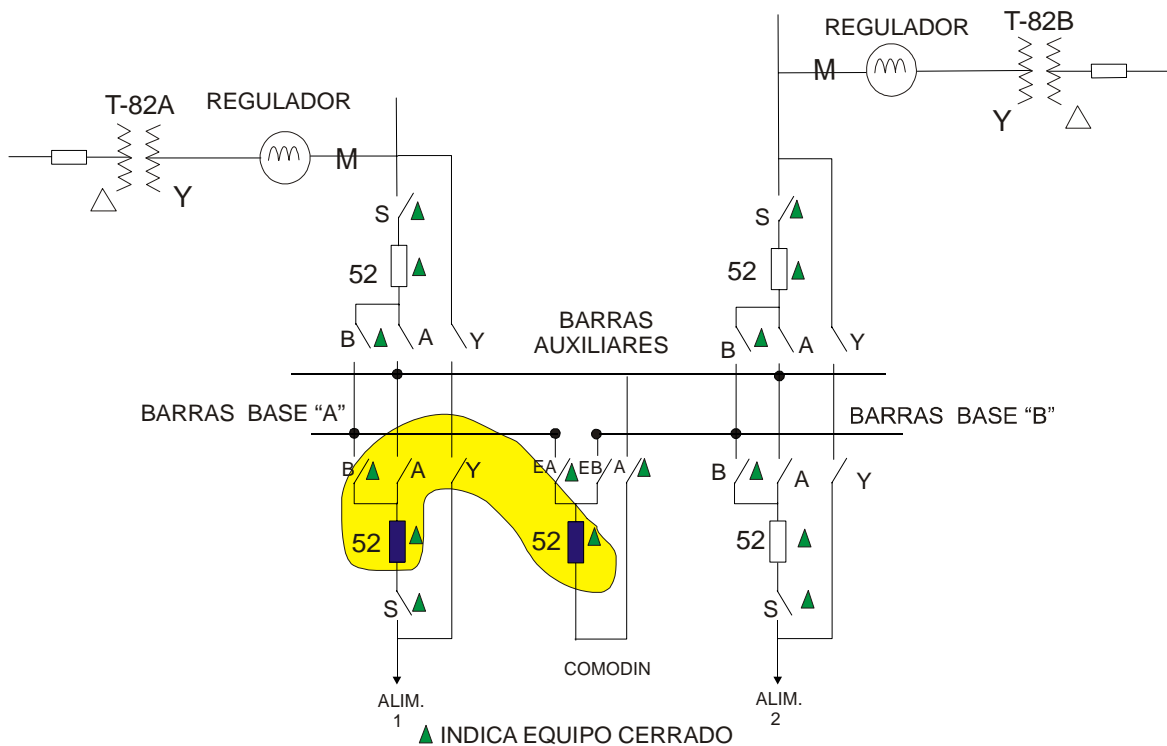 T-82B
REGULADOR
M
Y
T-82A
REGULADOR
M
Y
S
S
52
52
B
A
Y
BARRAS
AUXILIARES
B
A
Y
BARRAS BASE “A”
BARRAS BASE “B”
B
A
Y
EA
EB
A
B
A
Y
52
52
52
S
S
COMODIN
ALIM.
1
ALIM.
2
INDICA EQUIPO CERRADO